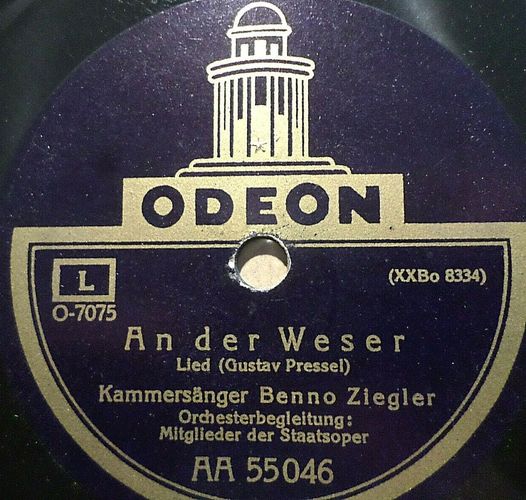 ODEON
L
O-7075
(XXBo 8334)
An der Weser
Lied (Gustav Pressel)
Kammersänger Benno Ziegler
Orchesterbegleitung:
Mitglieder der Staatsoper
AA 55046